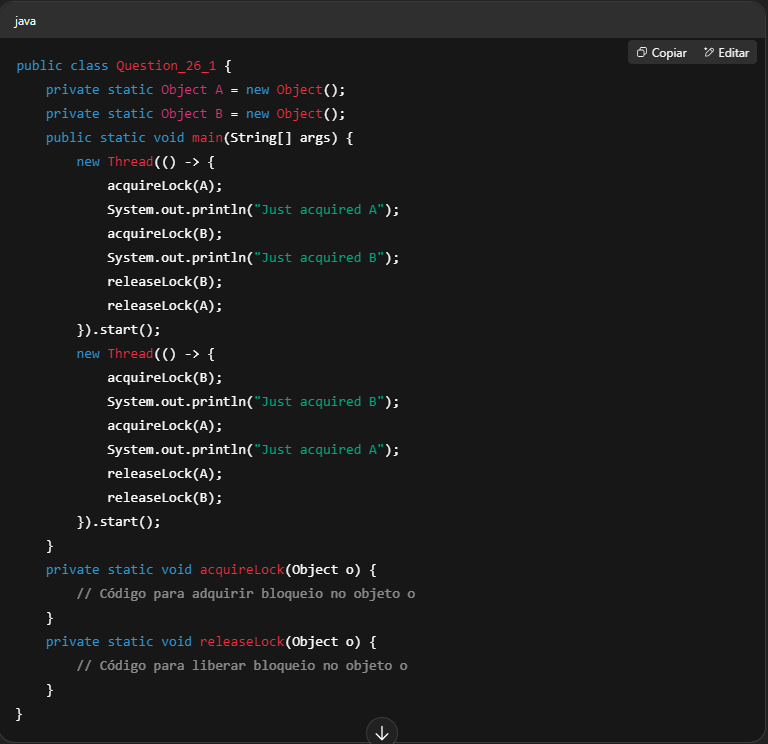 java
Copiar Editar
public class Question_26_1 {
    private static Object A = new Object();
    private static Object B = new Object();
    public static void main(String[] args) {
        new Thread(() -> {
            acquireLock(A);
            System.out.println("Just acquired A");
            acquireLock(B);
            System.out.println("Just acquired B");
            releaseLock(B);
            releaseLock(A);
        }).start();
        new Thread(() -> {
            acquireLock(B);
            System.out.println("Just acquired B");
            acquireLock(A);
            System.out.println("Just acquired A");
            releaseLock(A);
            releaseLock(B);
        }).start();
    }
    private static void acquireLock(Object o) {
        // Código para adquirir bloqueio no objeto o
    }
    private static void releaseLock(Object o) {
        // Código para liberar bloqueio no objeto o
    }
}